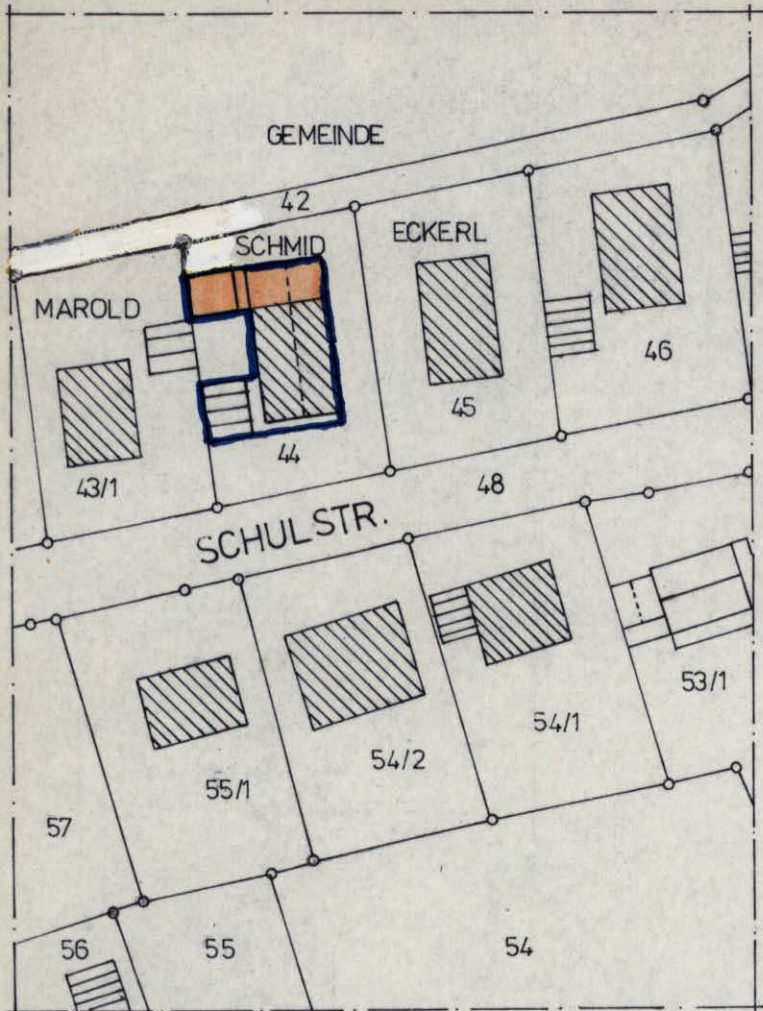 GEMEINDE
42
SCHMID
ECKERL
MAROLD
46
45
44
43/1
48
SCHULSTR.
53/1
54/1
54/2
55/1
57
56
55
54